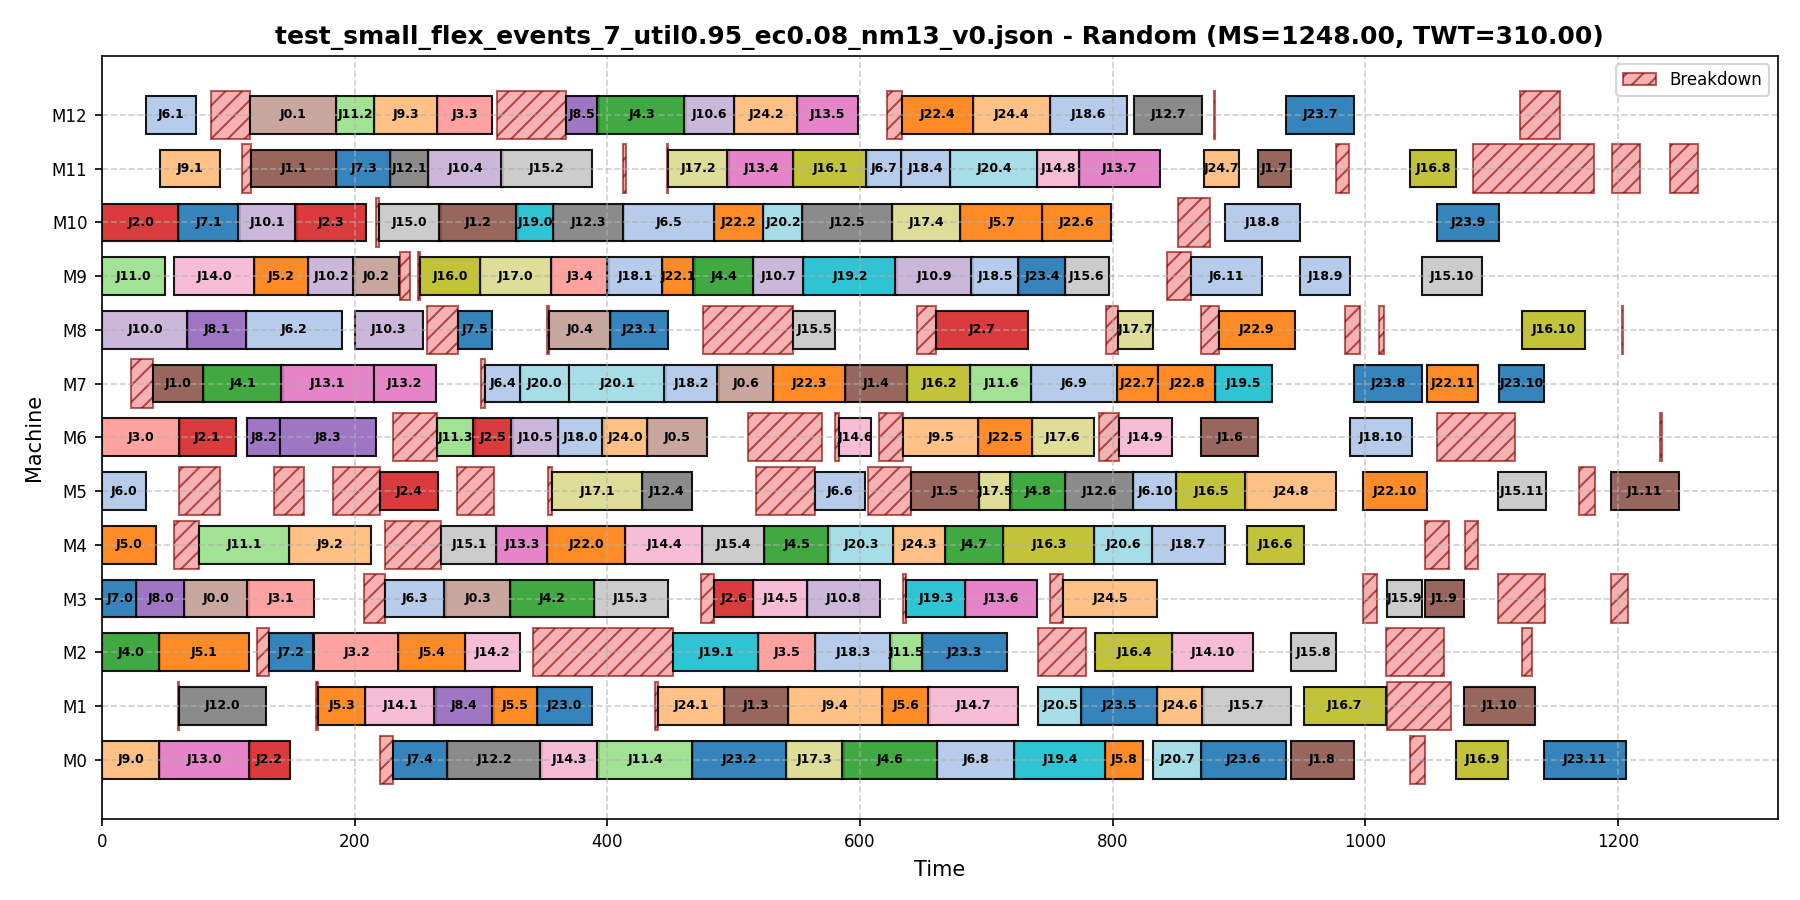 test_small_flex_events_7_util0.95_ec0.08_nm13_v0.json - Random (MS=1248.00, TWT=310.00)
Breakdown
M12 J6.1 J0.1 J11.2 J9.3 J3.3 J8.5 J4.3 J10.6 J24.2 J13.5 J22.4 J24.4 J18.6 J12.7 J23.7
M11 J9.1 J1.1 J7.3 J12.1 J10.4 J15.2 J17.2 J13.4 J16.1 J6.7 J18.4 J20.4 J14.8 J13.7 J24.7 J1.7 J16.8
M10 J2.0 J7.1 J10.1 J2.3 J15.0 J1.2 J19.0 J12.3 J6.5 J22.2 J20.2 J12.5 J17.4 J5.7 J22.6 J18.8 J23.9
M9 J11.0 J14.0 J5.2 J10.2 J0.2 J16.0 J17.0 J3.4 J18.1 J22.1 J4.4 J10.7 J19.2 J10.9 J18.5 J23.4 J15.6 J6.11 J18.9 J15.10
M8 J10.0 J8.1 J6.2 J10.3 J7.5 J0.4 J23.1 J15.5 J2.7 J17.7 J22.9 J16.10
M7 J1.0 J4.1 J13.1 J13.2 J6.4 J20.0 J20.1 J18.2 J0.6 J22.3 J1.4 J16.2 J11.6 J6.9 J22.7 J22.8 J19.5 J23.8 J22.11 J23.10
M6 J3.0 J2.1 J8.2 J8.3 J11.3 J2.5 J10.5 J18.0 J24.0 J0.5 J14.6 J9.5 J22.5 J17.6 J14.9 J1.6 J18.10
M5 J6.0 J2.4 J17.1 J12.4 J6.6 J1.5 J17.5 J4.8 J12.6 J6.10 J16.5 J24.8 J22.10 J15.11 J1.11
M4 J5.0 J11.1 J9.2 J15.1 J13.3 J22.0 J14.4 J15.4 J4.5 J20.3 J24.3 J4.7 J16.3 J20.6 J18.7 J16.6
M3 J7.0 J8.0 J0.0 J3.1 J6.3 J0.3 J4.2 J15.3 J2.6 J14.5 J10.8 J19.3 J13.6 J24.5 J15.9 J1.9
M2 J4.0 J5.1 J7.2 J3.2 J5.4 J14.2 J19.1 J3.5 J18.3 J11.5 J23.3 J16.4 J14.10 J15.8
M1 J12.0 J5.3 J14.1 J8.4 J5.5 J23.0 J24.1 J1.3 J9.4 J5.6 J14.7 J20.5 J23.5 J24.6 J15.7 J16.7 J1.10
M0 J9.0 J13.0 J2.2 J7.4 J12.2 J14.3 J11.4 J23.2 J17.3 J4.6 J6.8 J19.4 J5.8 J20.7 J23.6 J1.8 J16.9 J23.11
0 200 400 600 800 1000 1200
Time
Machine